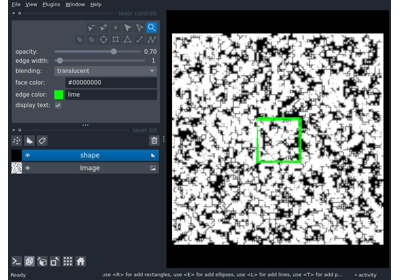 File View Plugins Window Help
layer controls
opacity: 0.70
edge width: 1
blending: translucent
face color: #00000000
edge color: lime
display text:
layer list
shape
Image
Ready
use <R> for add rectangles, use <E> for add ellipses, use <L> for add lines, use <T> for add p...
activity